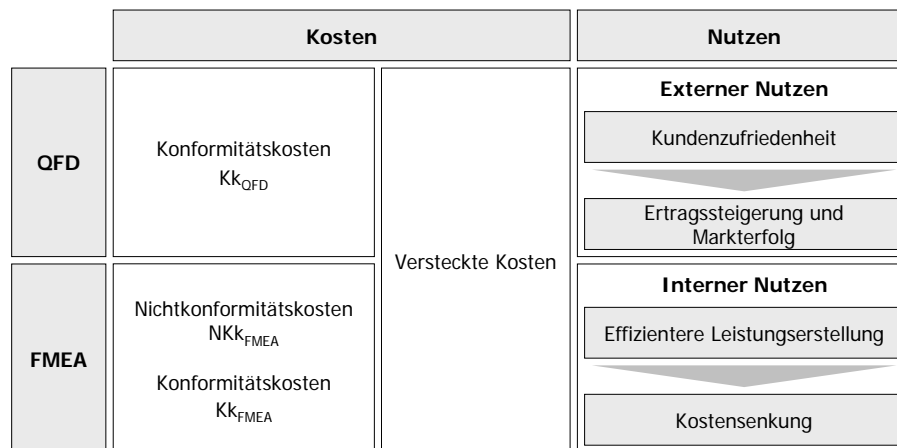 Kosten
Nutzen
QFD
Konformitätskosten
Kk_QFD
Versteckte Kosten
Externer Nutzen
Kundenzufriedenheit
Ertragssteigerung und
Markterfolg
FMEA
Nichtkonformitätskosten
NKk_FMEA
Konformitätskosten
Kk_FMEA
Interner Nutzen
Effizientere Leistungserstellung
Kostensenkung